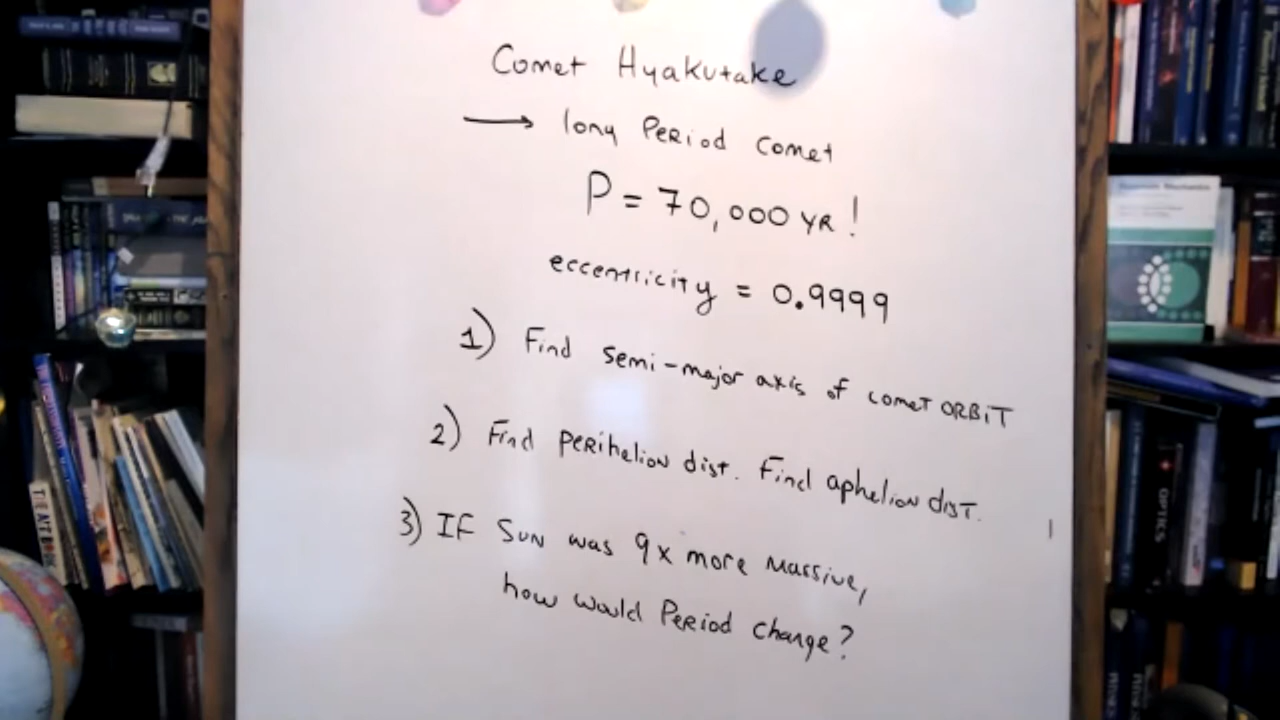 Comet Hyakutake
→ long Period comet
P = 70,000 YR!
eccentricity = 0.9999
1) Find semi-major axis of comet ORBIT
2) Find perihelion dist. Find aphelion dist.
3) IF SUN was 9x more massive,
how would Period change?
OPTICS